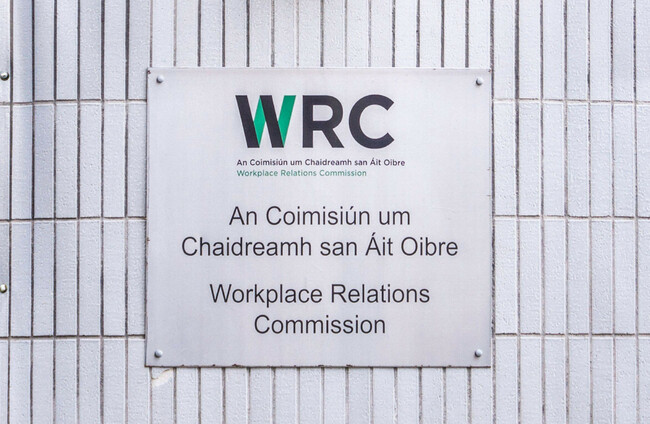 WRC
An Coimisiún um Chaidreamh san Áit Oibre
Workplace Relations Commission
An Coimisiún um
Chaidreamh san Áit Oibre
Workplace Relations
Commission